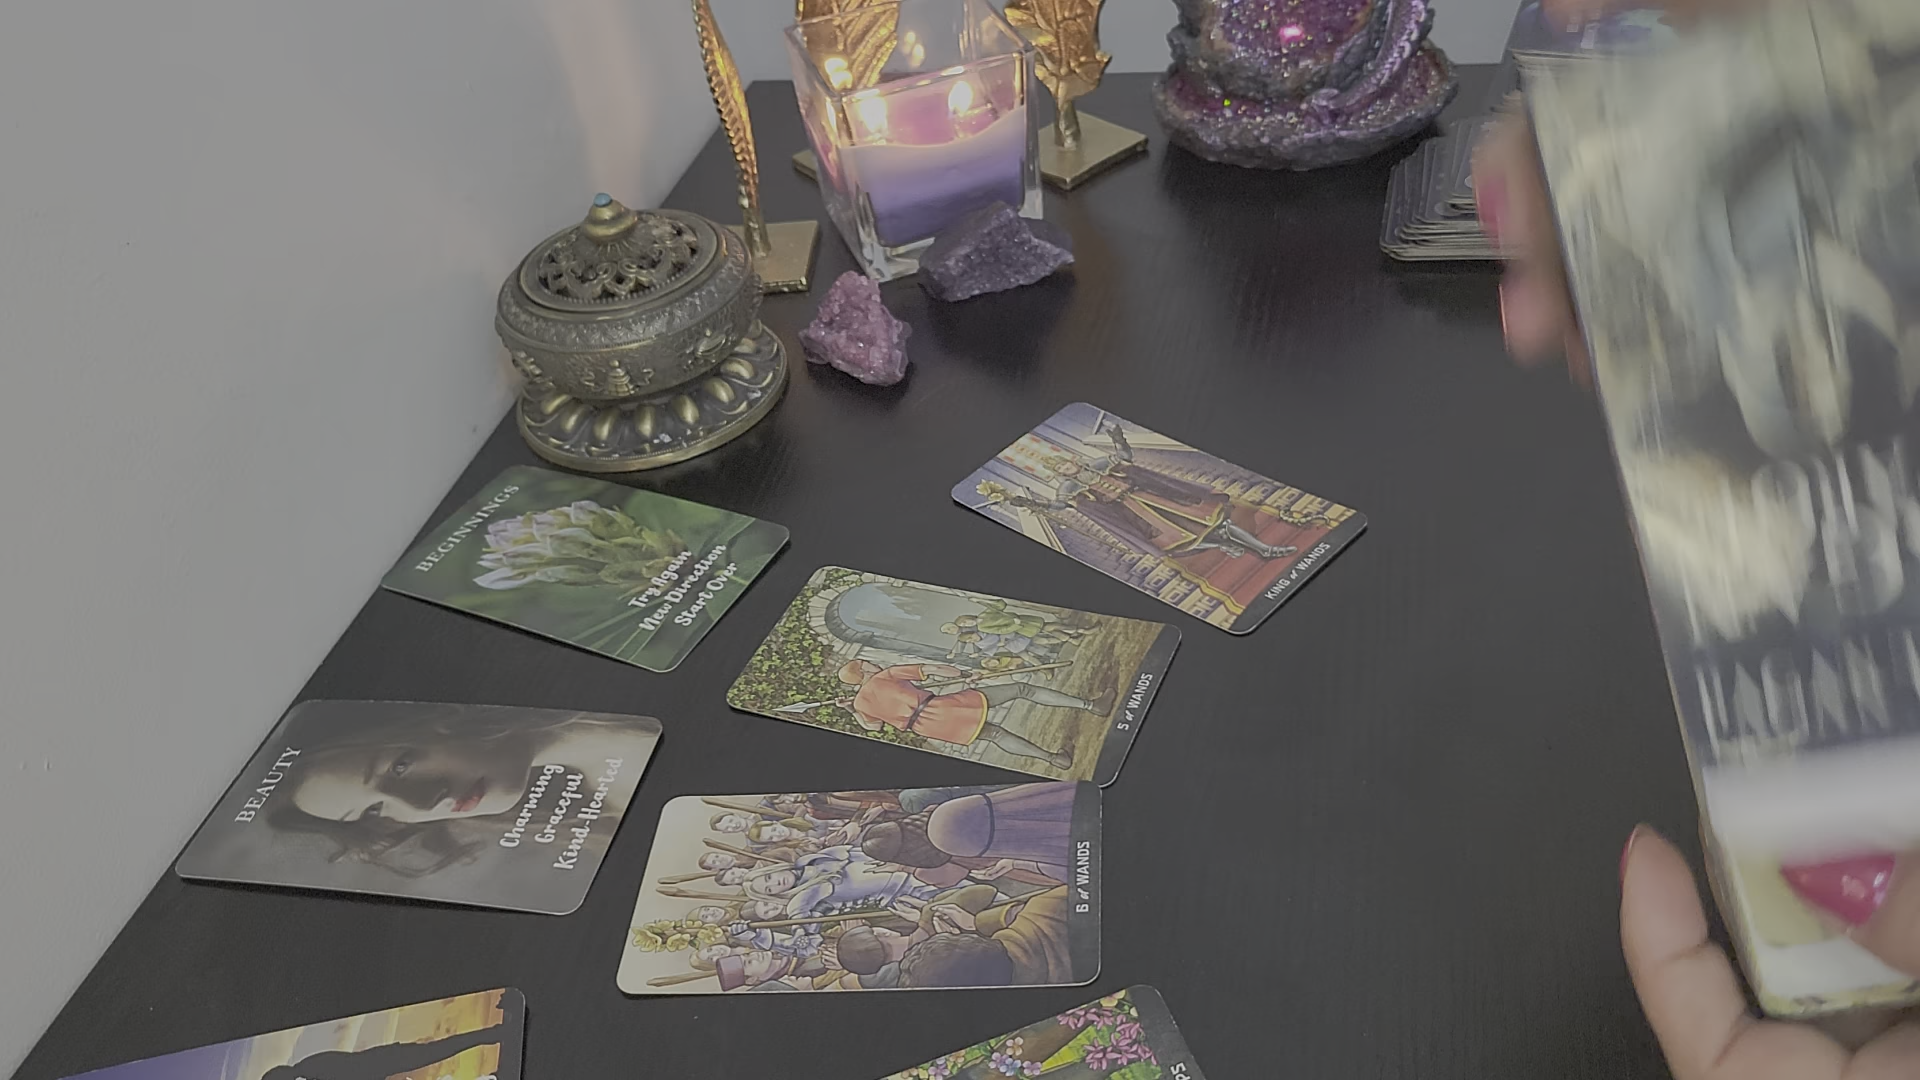 BEGINNINGS
Try Again
New Direction
Start Over
KING of WANDS
5 of WANDS
BEAUTY
Charming
Graceful
Kind-Hearted
6 of WANDS